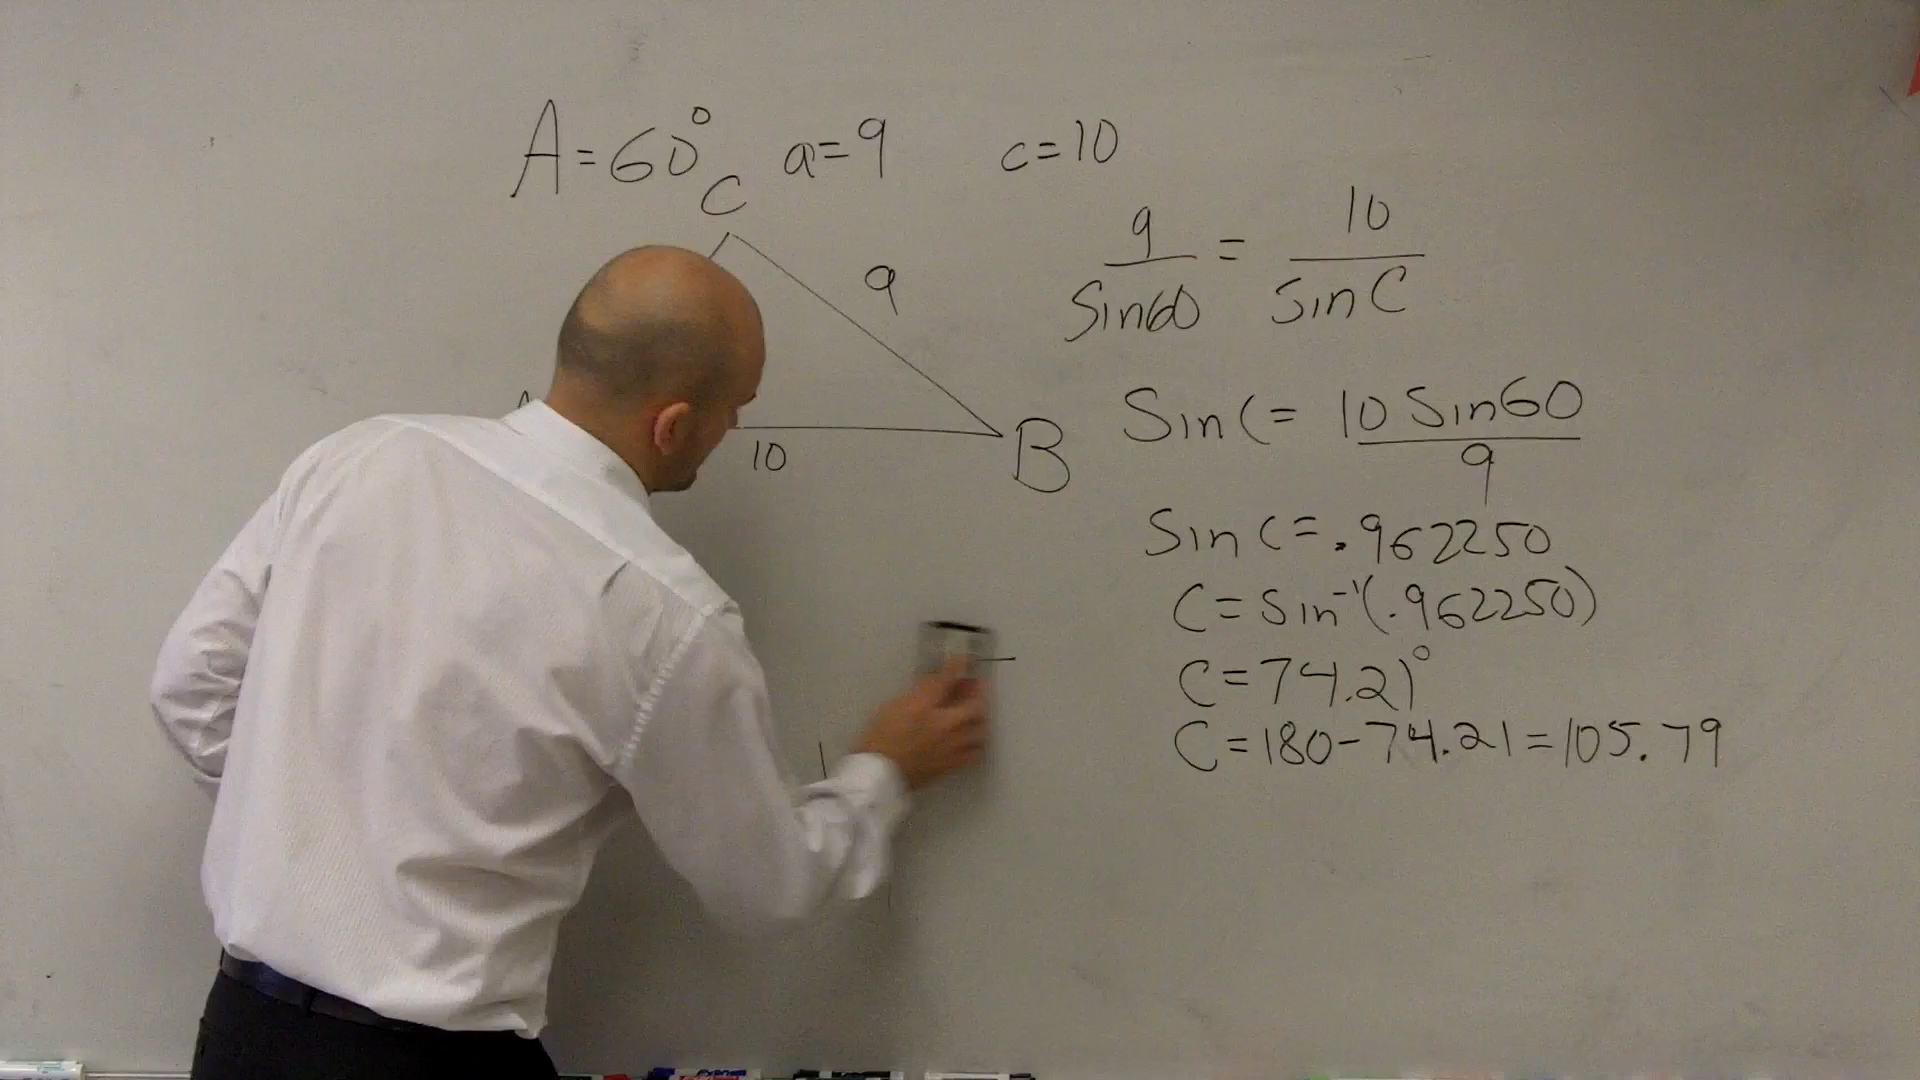 A=60° a=9 c=10
C
9
10
B
9/Sin60 = 10/SinC
Sin C = 10 Sin60/9
Sin C = .962250
C = Sin⁻¹(.962250)
C = 74.21°
C = 180-74.21 = 105.79